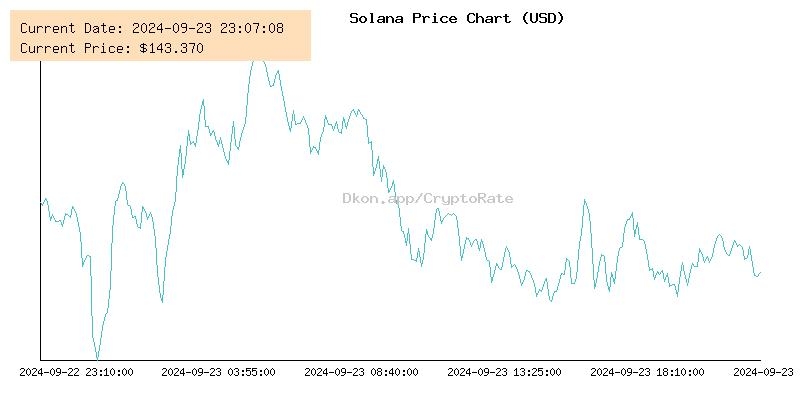 Solana Price Chart (USD)
Current Date: 2024-09-23 23:07:08
Current Price: $143.370
Dkon.app/CryptoRate
2024-09-22 23:10:00 2024-09-23 03:55:00 2024-09-23 08:40:00 2024-09-23 13:25:00 2024-09-23 18:10:00 2024-09-23